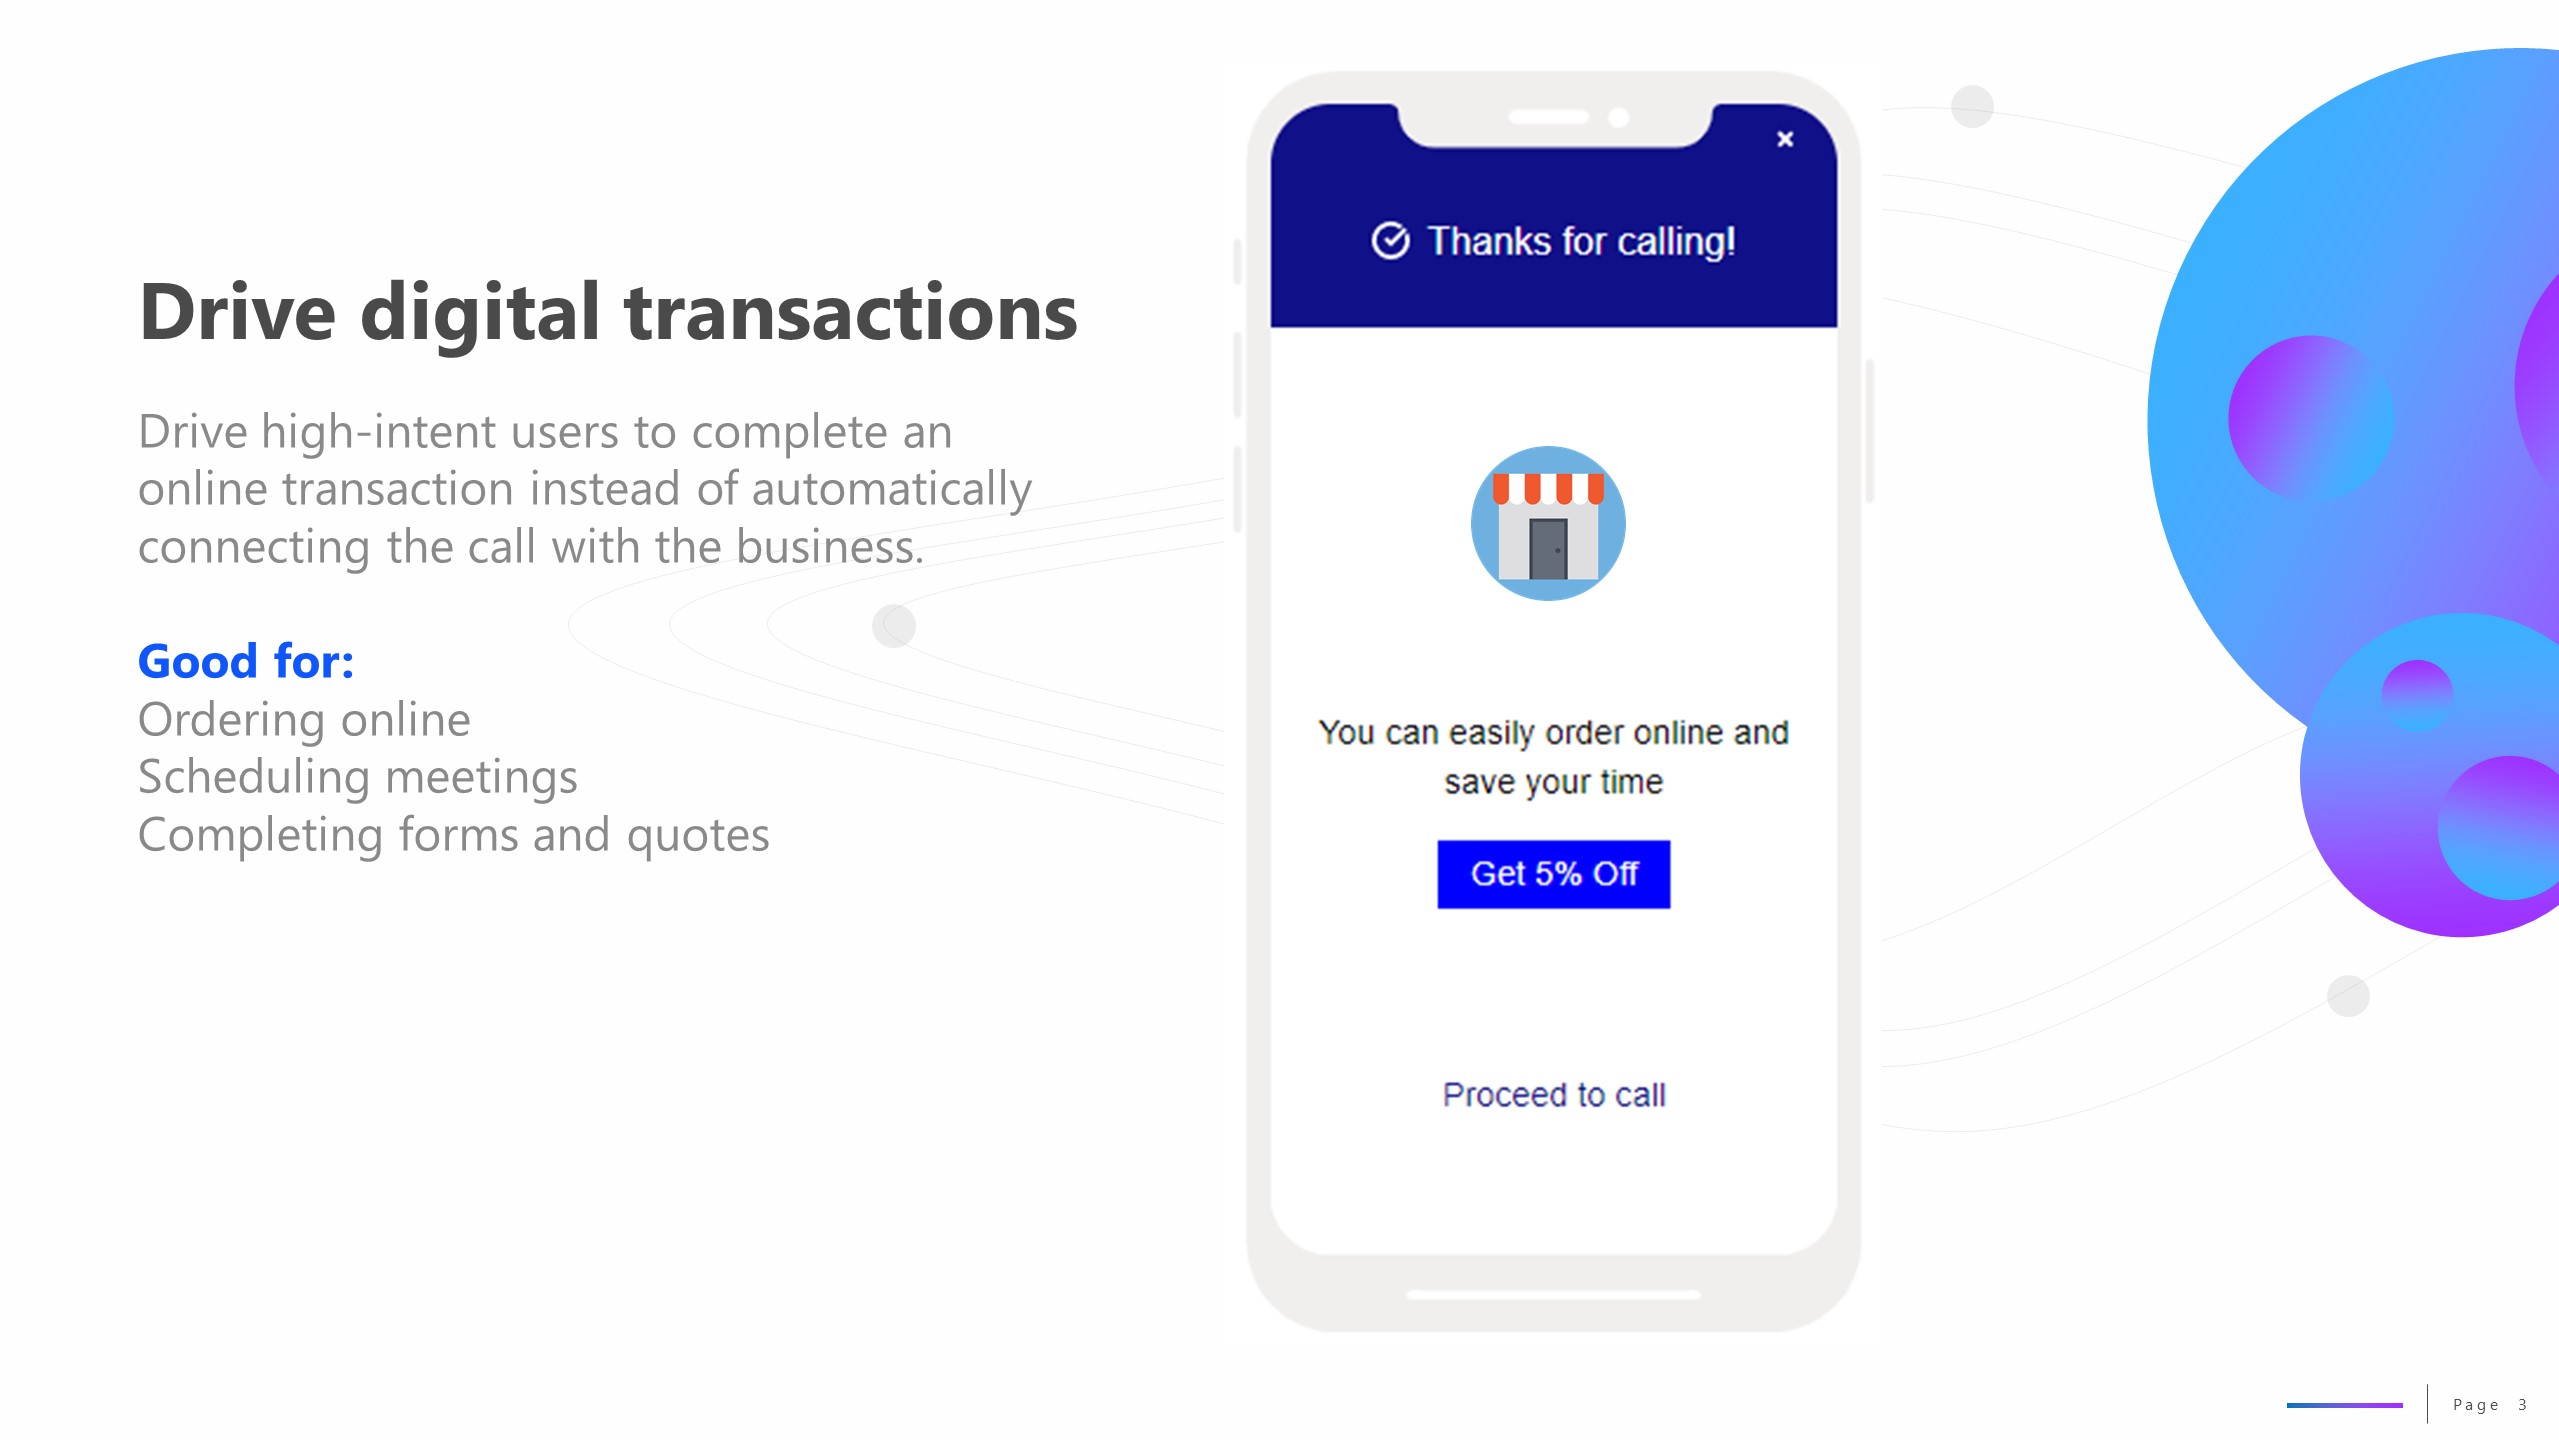 Drive digital transactions
Drive high-intent users to complete an
online transaction instead of automatically
connecting the call with the business.
Good for:
Ordering online
Scheduling meetings
Completing forms and quotes
Thanks for calling!
You can easily order online and
save your time
Get 5% Off
Proceed to call
Page 3